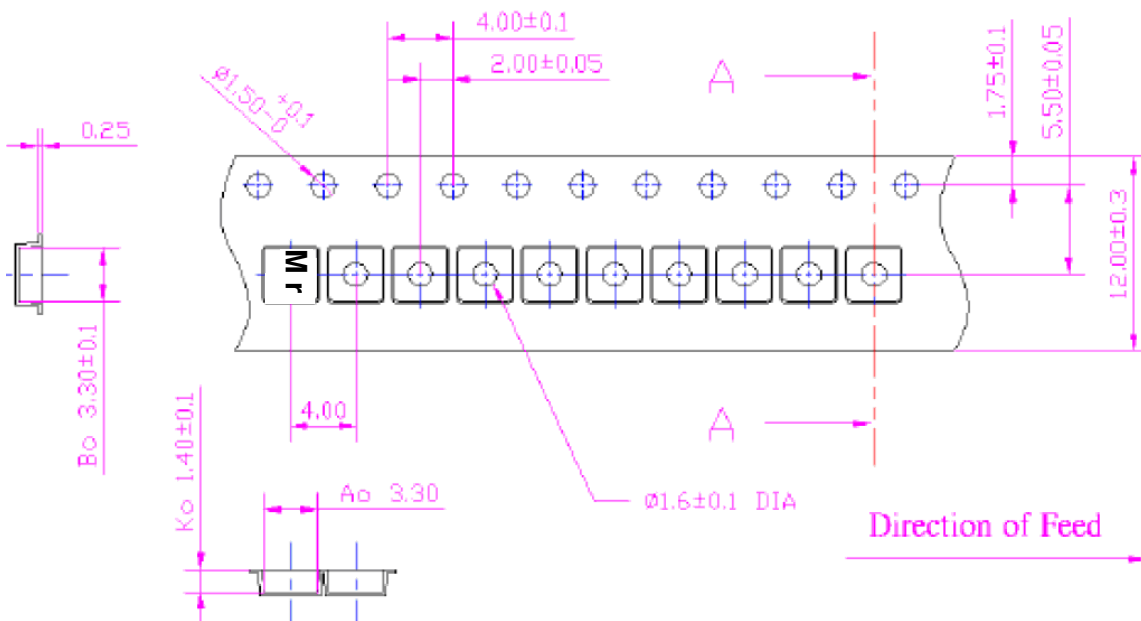 4.00±0.1
2.00±0.05
Ø1.50 +0.1 -0
A
1.75±0.1
5.50±0.05
0.25
12.00±0.3
Mr
Bo 3.30±0.1
4.00
A
Ko 1.40±0.1
Ao 3.30
Ø1.6±0.1 DIA
Direction of Feed